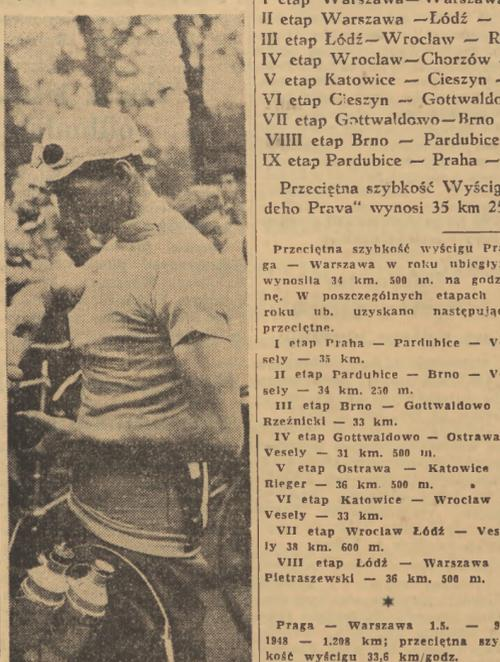 I etap Warszawa—Warszawa
II etap Warszawa —Łódź —
III etap Łódź—Wrocław — R
IV etap Wrocław—Chorzów
V etap Katowice — Cieszyn —
VI etap Cieszyn — Gottwaldo
VII etap Gottwaldowo—Brno
VIIII etap Brno — Pardubice
IX etap Pardubice — Praha —
Przeciętna szybkość Wyścig
deho Prava" wynosi 35 km 25
Przeciętna szybkość wyścigu Pra
ga — Warszawa w roku ubiegły
wynosiła 34 km. 500 m. na godz
nę. W poszczególnych etapach
roku ub. uzyskano następują
przeciętne.
I etap Praha — Pardubice — V
sely — 35 km.
II etap Pardubice — Brno — V
sely — 34 km. 250 m.
III etap Brno — Gottwaldowo
Rzeźnicki — 33 km.
IV etap Gottwaldowo — Ostrawa
Vesely — 31 km. 500 m.
V etap Ostrawa — Katowice
Rieger — 36 km. 500 m.
VI etap Katowice — Wrocław
Vesely — 33 km.
VII etap Wrocław Łódź — Ves
ly 38 km. 600 m.
VIII etap Łódź — Warszawa
Pietraszewski — 36 km. 500 m.
Praga — Warszawa 1.5. — 9
1948 — 1.208 km; przeciętna szy
kość wyścigu 33,6 km/godz.